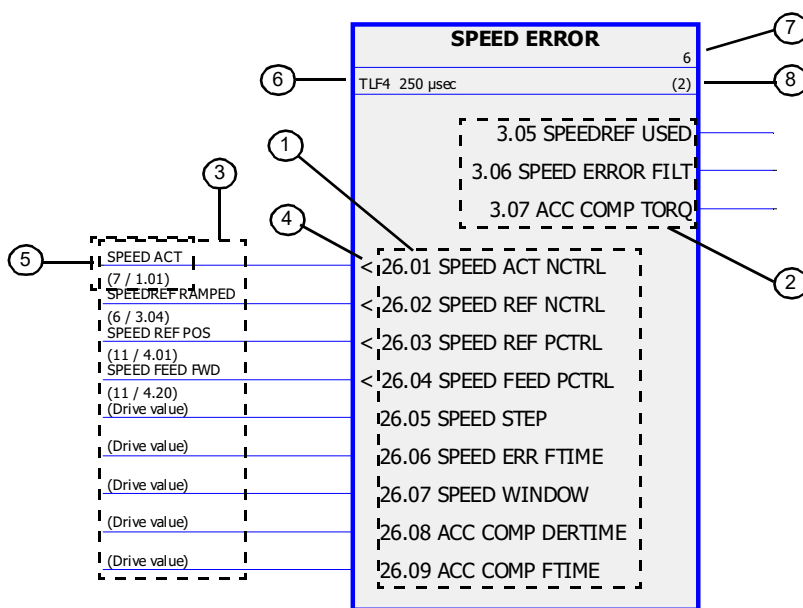 SPEED ERROR
7
6
6
TLF4 250 µsec
(2)
8
3.05 SPEEDREF USED
1
3.06 SPEED ERROR FILT
3
3.07 ACC COMP TORQ
4
5
SPEED ACT
< 26.01 SPEED ACT NCTRL
2
(7 / 1.01)
SPEEDREF RAMPED
< 26.02 SPEED REF NCTRL
(6 / 3.04)
SPEED REF POS
< 26.03 SPEED REF PCTRL
(11 / 4.01)
SPEED FEED FWD
< 26.04 SPEED FEED PCTRL
(11 / 4.20)
(Drive value)
26.05 SPEED STEP
(Drive value)
26.06 SPEED ERR FTIME
(Drive value)
26.07 SPEED WINDOW
(Drive value)
26.08 ACC COMP DERTIME
(Drive value)
26.09 ACC COMP FTIME